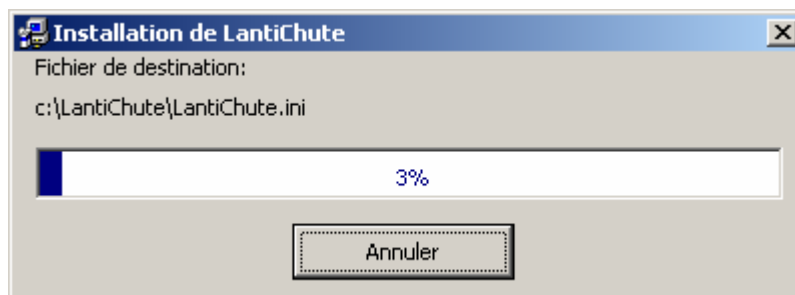 Installation de LantiChute
Fichier de destination:
c:\LantiChute\LantiChute.ini
3%
Annuler